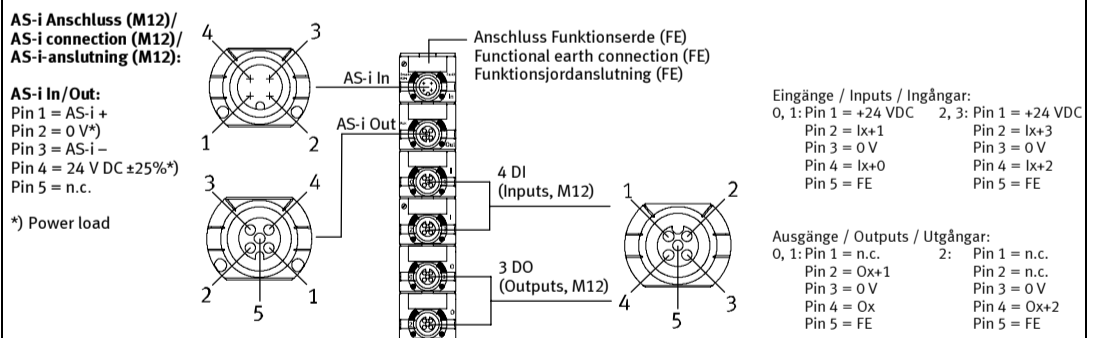 AS-i Anschluss (M12)/
AS-i connection (M12)/
AS-i-anslutning (M12):
AS-i In/Out:
Pin 1 = AS-i +
Pin 2 = 0 V*)
Pin 3 = AS-i –
Pin 4 = 24 V DC ±25%*)
Pin 5 = n.c.
*) Power load
4 3
1 2
3 4
2 1
5
AS-i In
AS-i Out
Anschluss Funktionserde (FE)
Functional earth connection (FE)
Funktionsjordanslutning (FE)
In
Out
I
I
O
O
4 DI
(Inputs, M12)
3 DO
(Outputs, M12)
1 2
4 3
5
Eingänge / Inputs / Ingångar:
0, 1: Pin 1 = +24 VDC 2, 3: Pin 1 = +24 VDC
Pin 2 = Ix+1 Pin 2 = Ix+3
Pin 3 = 0 V Pin 3 = 0 V
Pin 4 = Ix+0 Pin 4 = Ix+2
Pin 5 = FE Pin 5 = FE
Ausgänge / Outputs / Utgångar:
0, 1: Pin 1 = n.c. 2: Pin 1 = n.c.
Pin 2 = Ox+1 Pin 2 = n.c.
Pin 3 = 0 V Pin 3 = 0 V
Pin 4 = Ox Pin 4 = Ox+2
Pin 5 = FE Pin 5 = FE